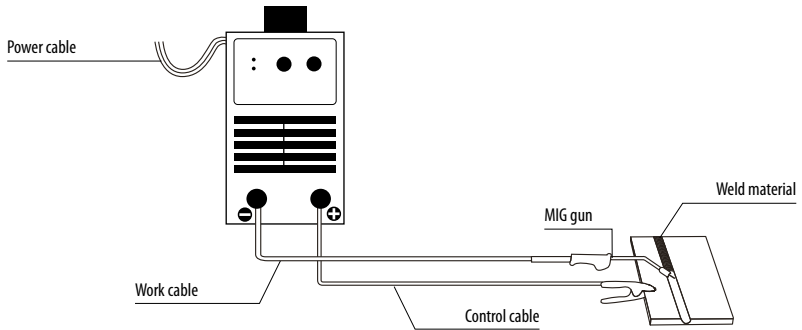 Power cable
Weld material
MIG gun
Work cable
Control cable